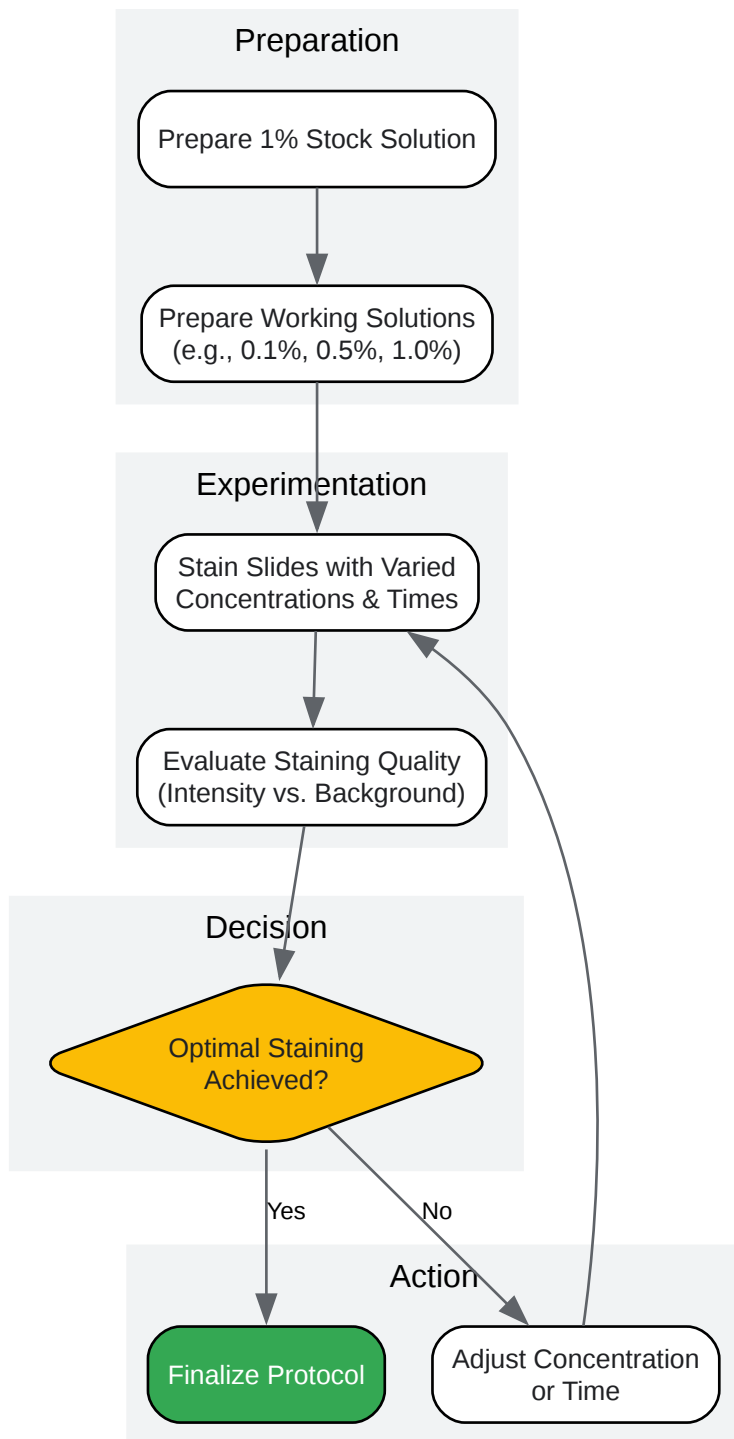 Preparation
Prepare 1% Stock Solution
Prepare Working Solutions
(e.g., 0.1%, 0.5%, 1.0%)
Experimentation
Stain Slides with Varied
Concentrations & Times
Evaluate Staining Quality
(Intensity vs. Background)
Decision
Optimal Staining
Achieved?
Yes
No
Action
Finalize Protocol
Adjust Concentration
or Time